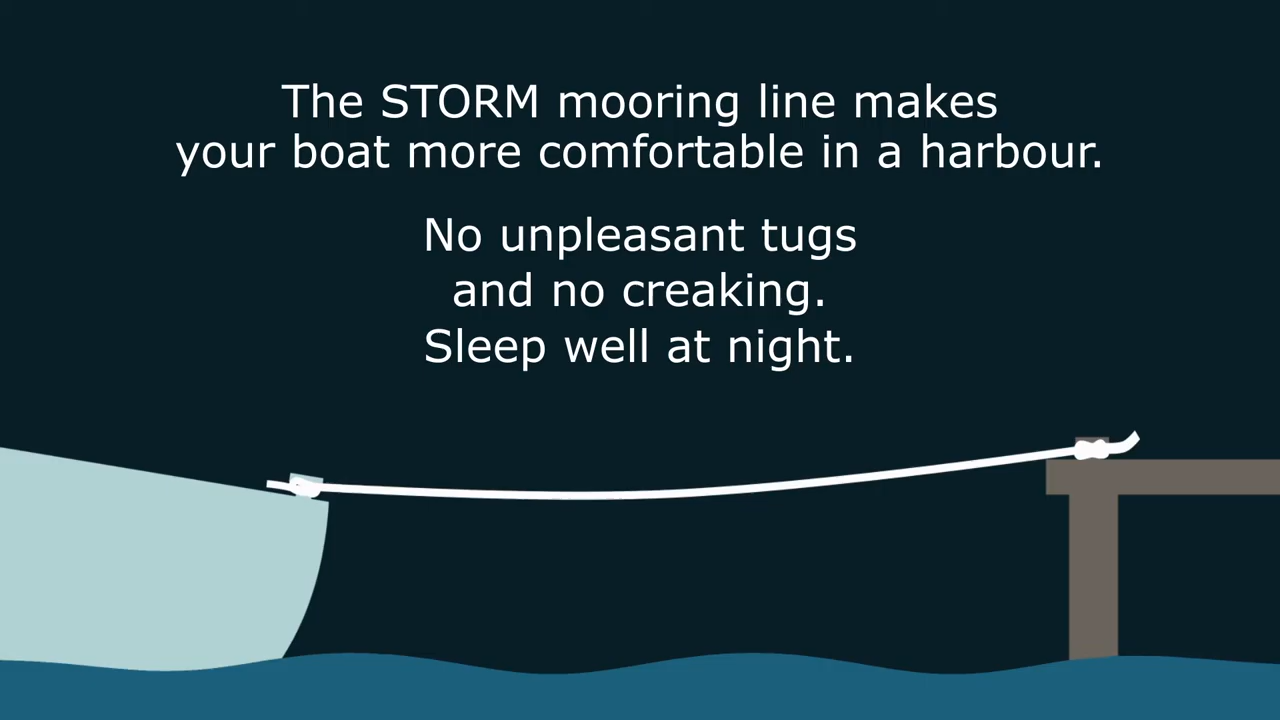 The STORM mooring line makes
your boat more comfortable in a harbour.
No unpleasant tugs
and no creaking.
Sleep well at night.